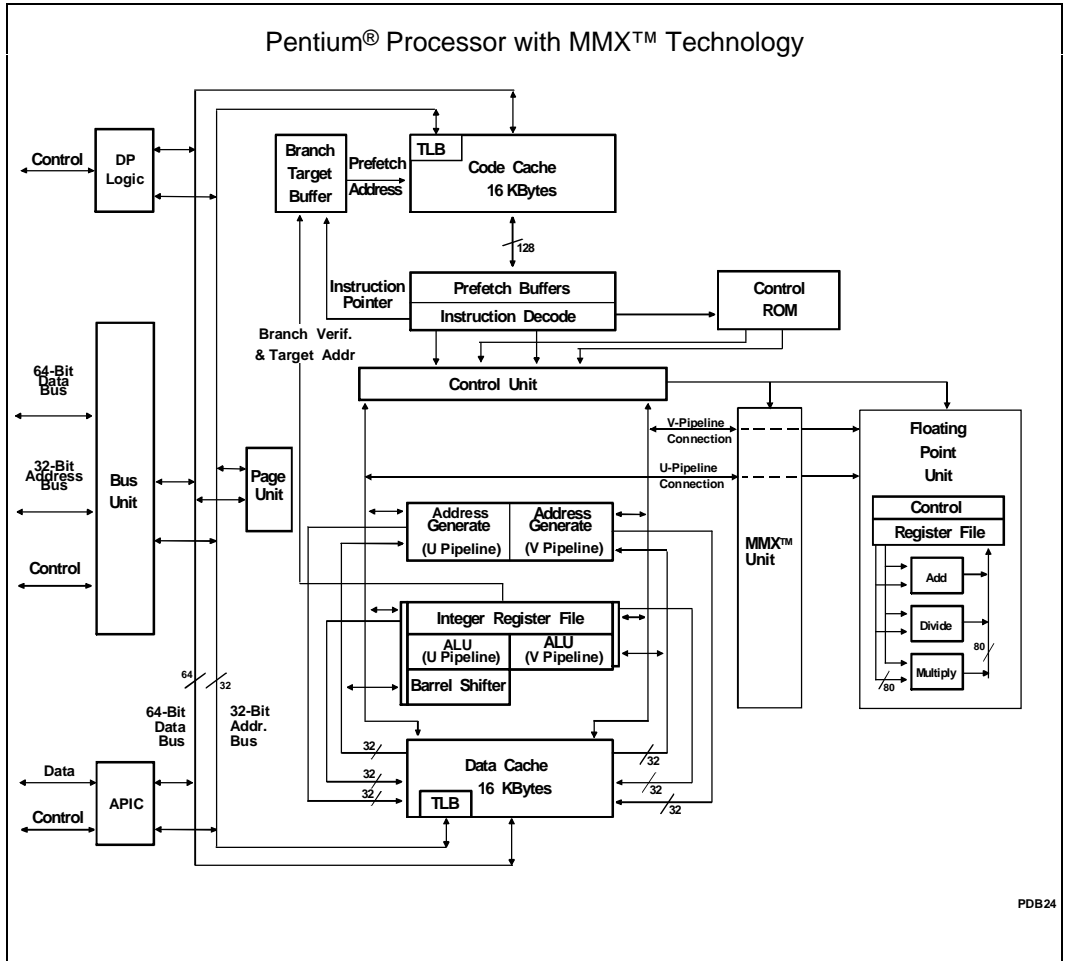 Pentium® Processor with MMX™ Technology
Control
DP
Logic
Branch
Target
Buffer
Prefetch
Address
TLB
Code Cache
16 KBytes
128
Instruction
Pointer
Prefetch Buffers
Instruction Decode
Control
ROM
Branch Verif.
& Target Addr
Control Unit
64-Bit
Data
Bus
32-Bit
Address
Bus
Control
Bus
Unit
Page
Unit
V-Pipeline
Connection
U-Pipeline
Connection
Address
Generate
(U Pipeline)
Address
Generate
(V Pipeline)
MMX™
Unit
Floating
Point
Unit
Control
Register File
Add
Divide
Multiply
80
80
Integer Register File
ALU
(U Pipeline)
ALU
(V Pipeline)
Barrel Shifter
64
32
64-Bit
Data
Bus
32-Bit
Addr.
Bus
32
32
32
32
32
32
Data Cache
16 KBytes
TLB
Data
Control
APIC
PDB24